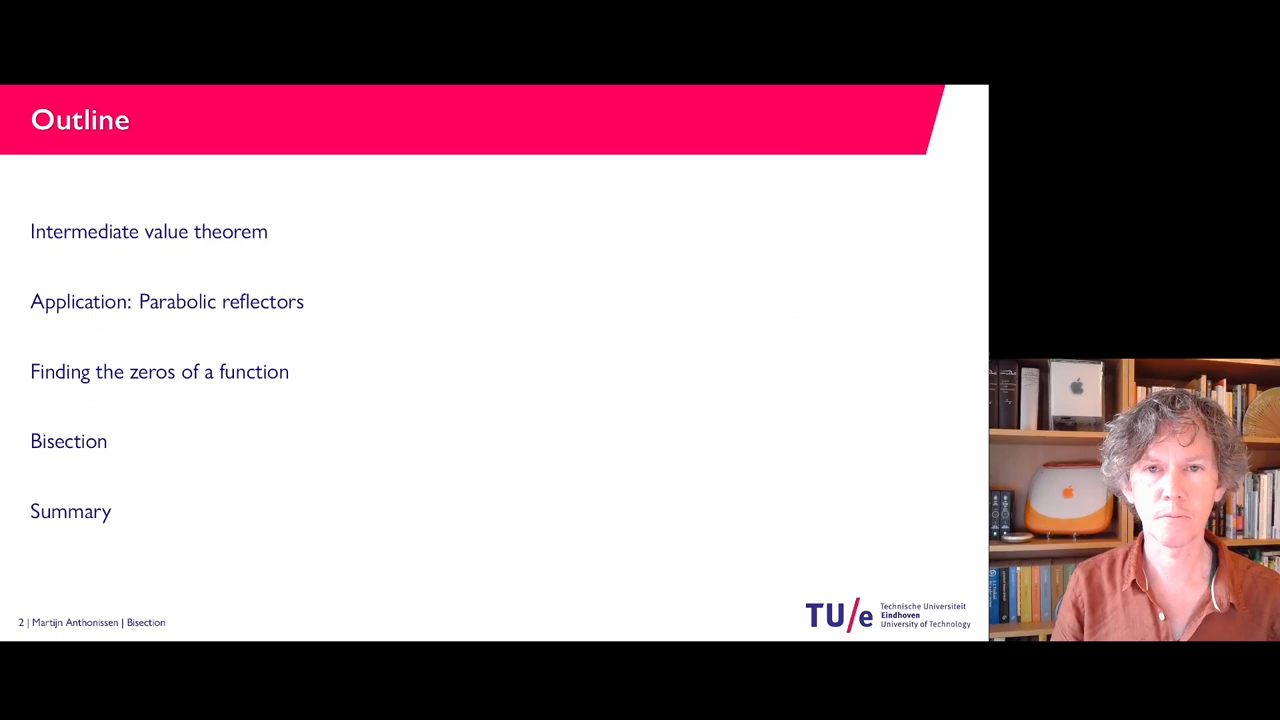 Outline
Intermediate value theorem
Application: Parabolic reflectors
Finding the zeros of a function
Bisection
Summary
2 | Martijn Anthonissen | Bisection
TU/e
Technische Universiteit
Eindhoven
University of Technology